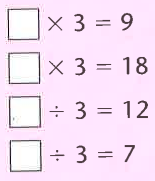 □ × 3 = 9
□ × 3 = 18
□ ÷ 3 = 12
□ ÷ 3 = 7